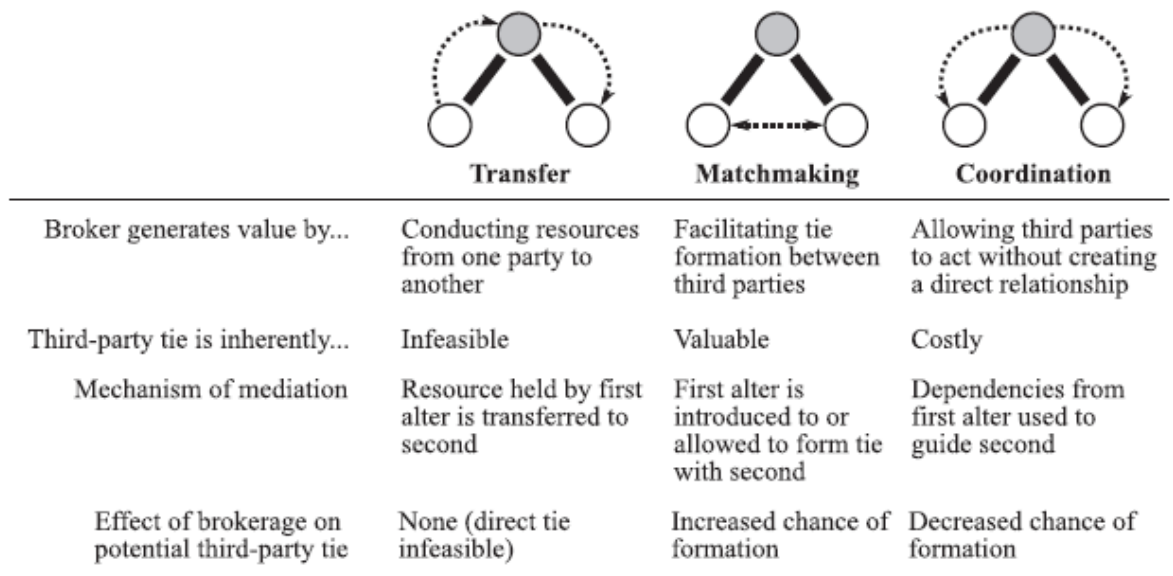 Transfer
Matchmaking
Coordination
Broker generates value by...
Conducting resources
from one party to
another
Facilitating tie
formation between
third parties
Allowing third parties
to act without creating
a direct relationship
Third-party tie is inherently...
Infeasible
Valuable
Costly
Mechanism of mediation
Resource held by first
alter is transferred to
second
First alter is
introduced to or
allowed to form tie
with second
Dependencies from
first alter used to
guide second
Effect of brokerage on
potential third-party tie
None (direct tie
infeasible)
Increased chance of
formation
Decreased chance of
formation